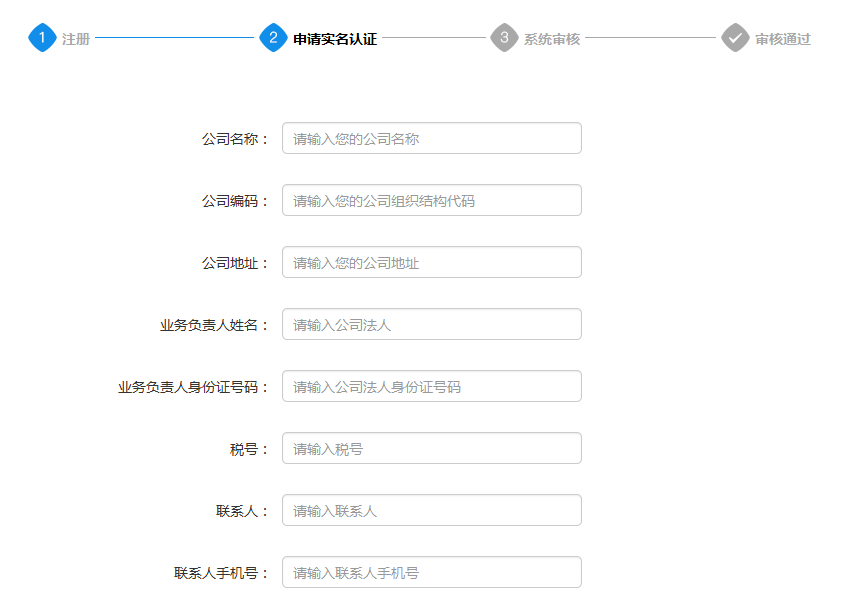 1 注册 2 申请实名认证 3 系统审核 审核通过
公司名称： 请输入您的公司名称
公司编码： 请输入您的公司组织结构代码
公司地址： 请输入您的公司地址
业务负责人姓名： 请输入公司法人
业务负责人身份证号码： 请输入公司法人身份证号码
税号： 请输入税号
联系人： 请输入联系人
联系人手机号： 请输入联系人手机号